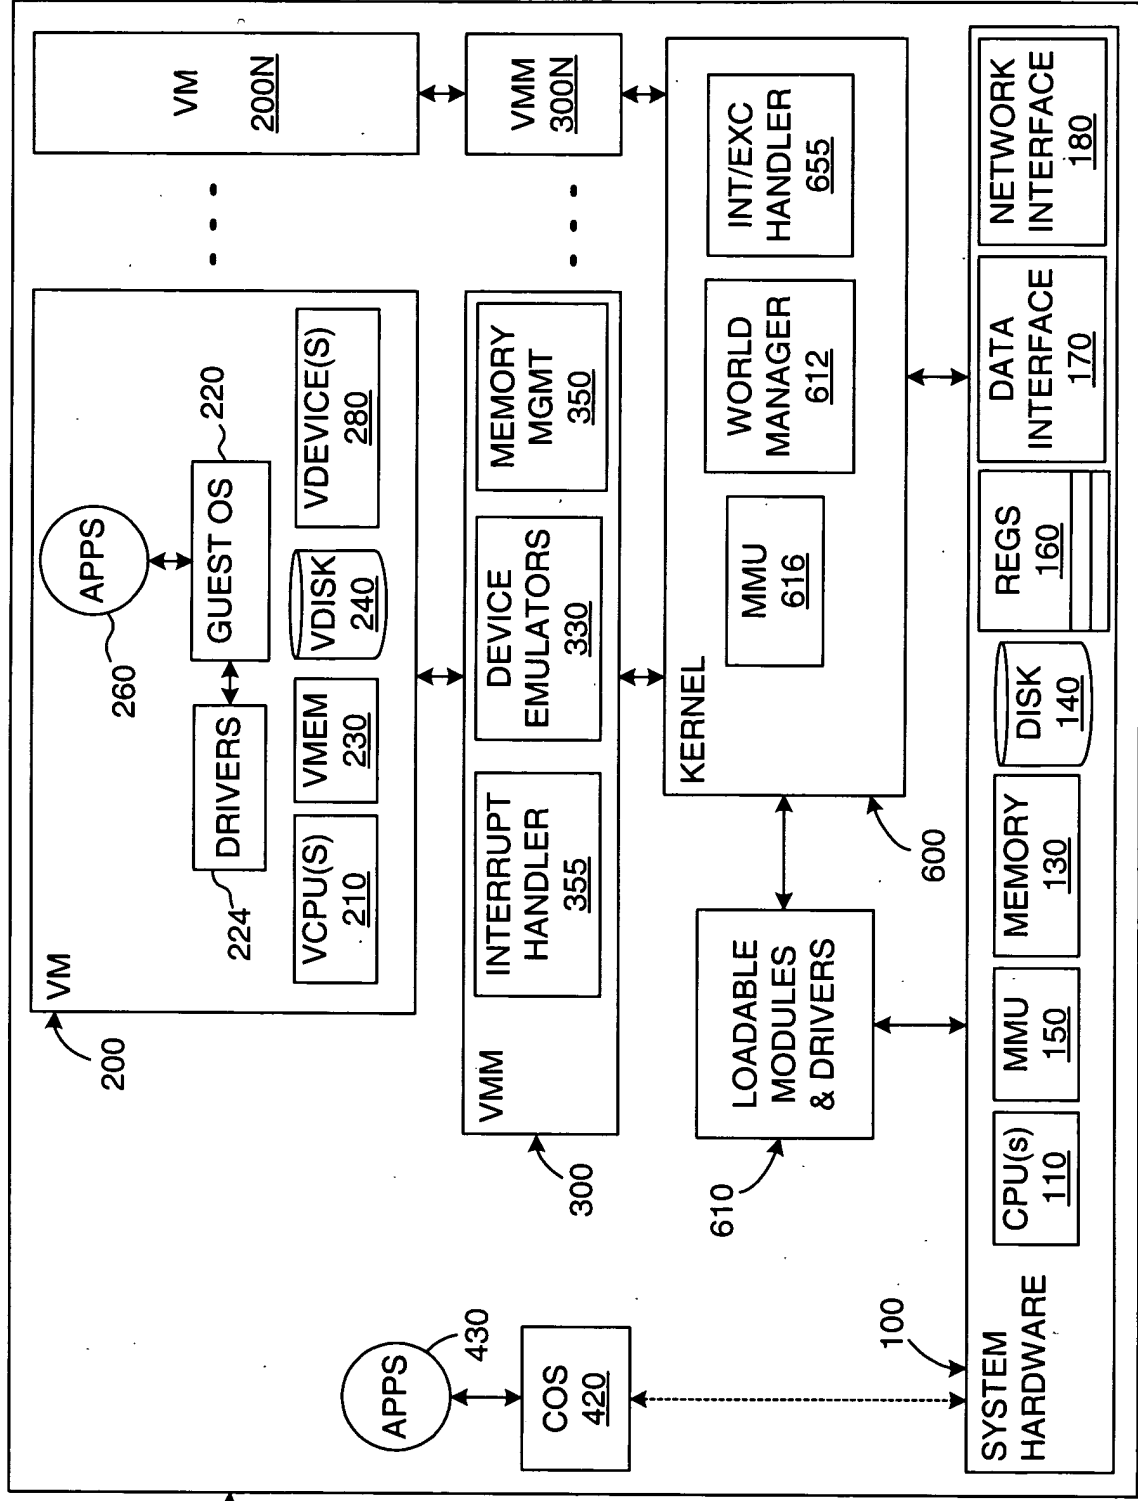 VM
200
APPS
260
GUEST OS
220
DRIVERS
224
VCPU(S)
210
VMEM
230
VDISK
240
VDEVICE(S)
280
VM
200N
VMM
300
INTERRUPT
HANDLER
355
DEVICE
EMULATORS
330
MEMORY
MGMT
350
VMM
300N
APPS
430
COS
420
LOADABLE
MODULES
& DRIVERS
610
KERNEL
600
MMU
616
WORLD
MANAGER
612
INT/EXC
HANDLER
655
SYSTEM
HARDWARE
100
CPU(s)
110
MMU
150
MEMORY
130
DISK
140
REGS
160
DATA
INTERFACE
170
NETWORK
INTERFACE
180